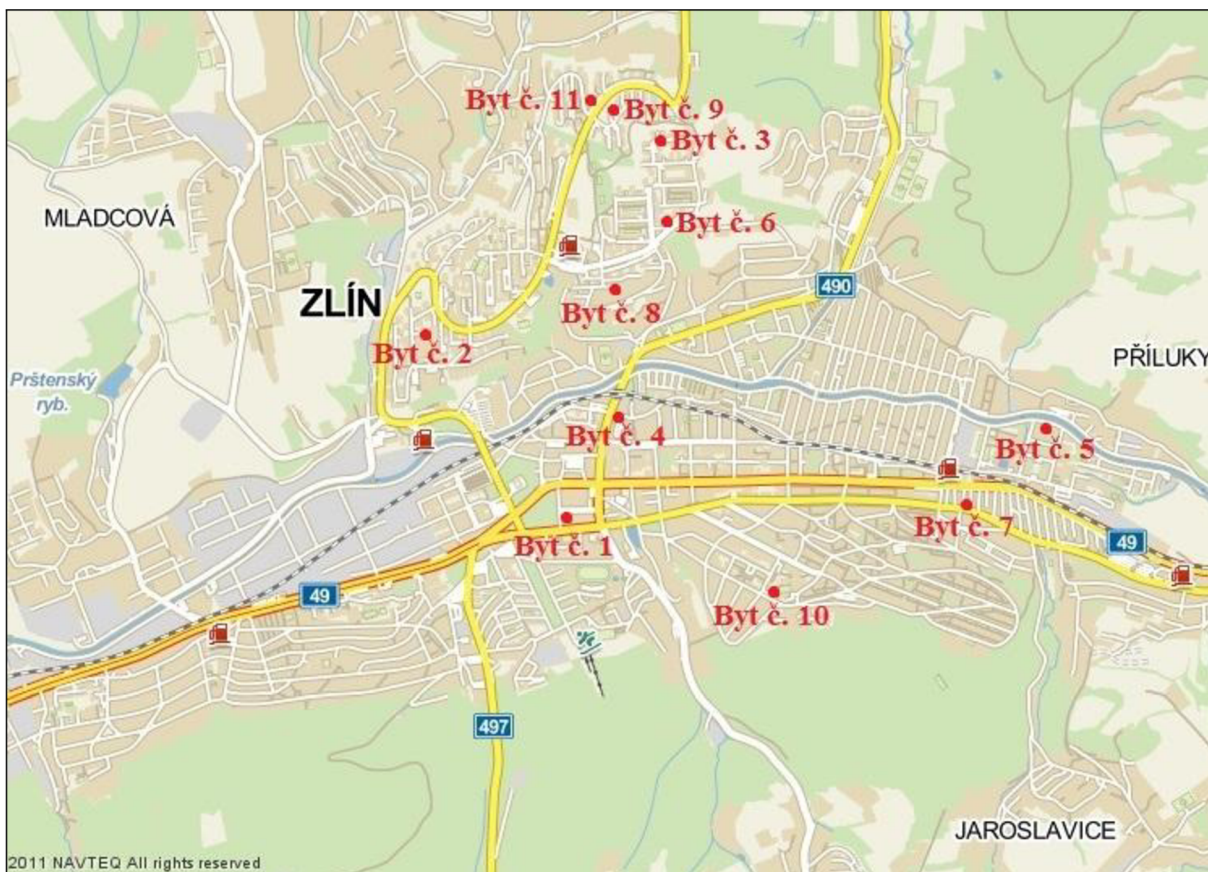 Byt č. 11
Byt č. 9
Byt č. 3
MLADCOVÁ
Byt č. 6
490
ZLÍN
Byt č. 8
Byt č. 2
PŘÍLUKY
Prštenský
ryb.
Byt č. 4
Byt č. 5
Byt č. 7
Byt č. 1
49
49
Byt č. 10
497
JAROSLAVICE
2011 NAVTEQ All rights reserved